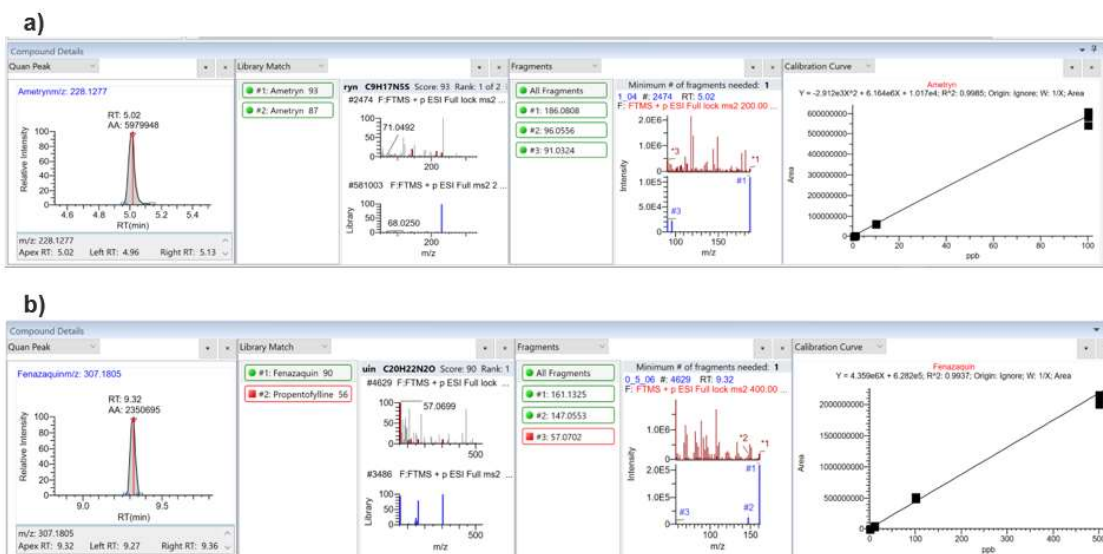 a)
Compound Details
Quan Peak
Library Match
Fragments
Calibration Curve
Ametrynm/z: 228.1277
RT: 5.02
AA: 5979948
Relative Intensity
100
80
60
40
20
0
4.6 4.8 5.0 5.2 5.4
RT(min)
m/z: 228.1277
Apex RT: 5.02 Left RT: 4.96 Right RT: 5.13
#1: Ametryn 93
#2: Ametryn 87
ryn C9H17N5S Score: 93 Rank: 1 of 2
#2474 F:FTMS + p ESI Full lock ms2 ...
71.0492
100
50
0
200
#581003 F:FTMS + p ESI Full ms2 2 ...
Library
100
50
0
68.0250
200
m/z
All Fragments
#1: 186.0808
#2: 96.0556
#3: 91.0324
Minimum # of fragments needed: 1
1_04 #: 2474 RT: 5.02
F: FTMS + p ESI Full lock ms2 200.00 ...
2.0E6
1.0E6
*3
*1
Intensity
1.0E5
5.0E4
0.0
#1
#3
100 150
m/z
Ametryn
Y = -2.912e3X^2 + 6.164e6X + 1.017e4; R^2: 0.9985; Origin: Ignore; W: 1/X; Area
Area
600000000
500000000
400000000
300000000
200000000
100000000
0
0 20 40 60 80 100
ppb
b)
Compound Details
Quan Peak
Library Match
Fragments
Calibration Curve
Fenazaquinm/z: 307.1805
RT: 9.32
AA: 2350695
Relative Intensity
100
80
60
40
20
0
9.0 9.5
RT(min)
m/z: 307.1805
Apex RT: 9.32 Left RT: 9.27 Right RT: 9.36
#1: Fenazaquin 90
#2: Propentofylline 56
uin C20H22N2O Score: 90 Rank: 1
#4629 F:FTMS + p ESI Full lock ...
57.0699
100
50
0
500
#3486 F:FTMS + p ESI Full ms2 ...
Library
100
50
0
500
m/z
All Fragments
#1: 161.1325
#2: 147.0553
#3: 57.0702
Minimum # of fragments needed: 1
0_5_06 #: 4629 RT: 9.32
F: FTMS + p ESI Full lock ms2 400.00 ...
2.0E6
1.0E6
*2
*1
Intensity
2.0E5
1.0E5
0.0
#1
#2
#3
100 150
m/z
Fenazaquin
Y = 4.359e6X + 6.282e5; R^2: 0.9937; Origin: Ignore; W: 1/X; Area
Area
2000000000
1500000000
1000000000
500000000
0
0 100 200 300 400 500
ppb